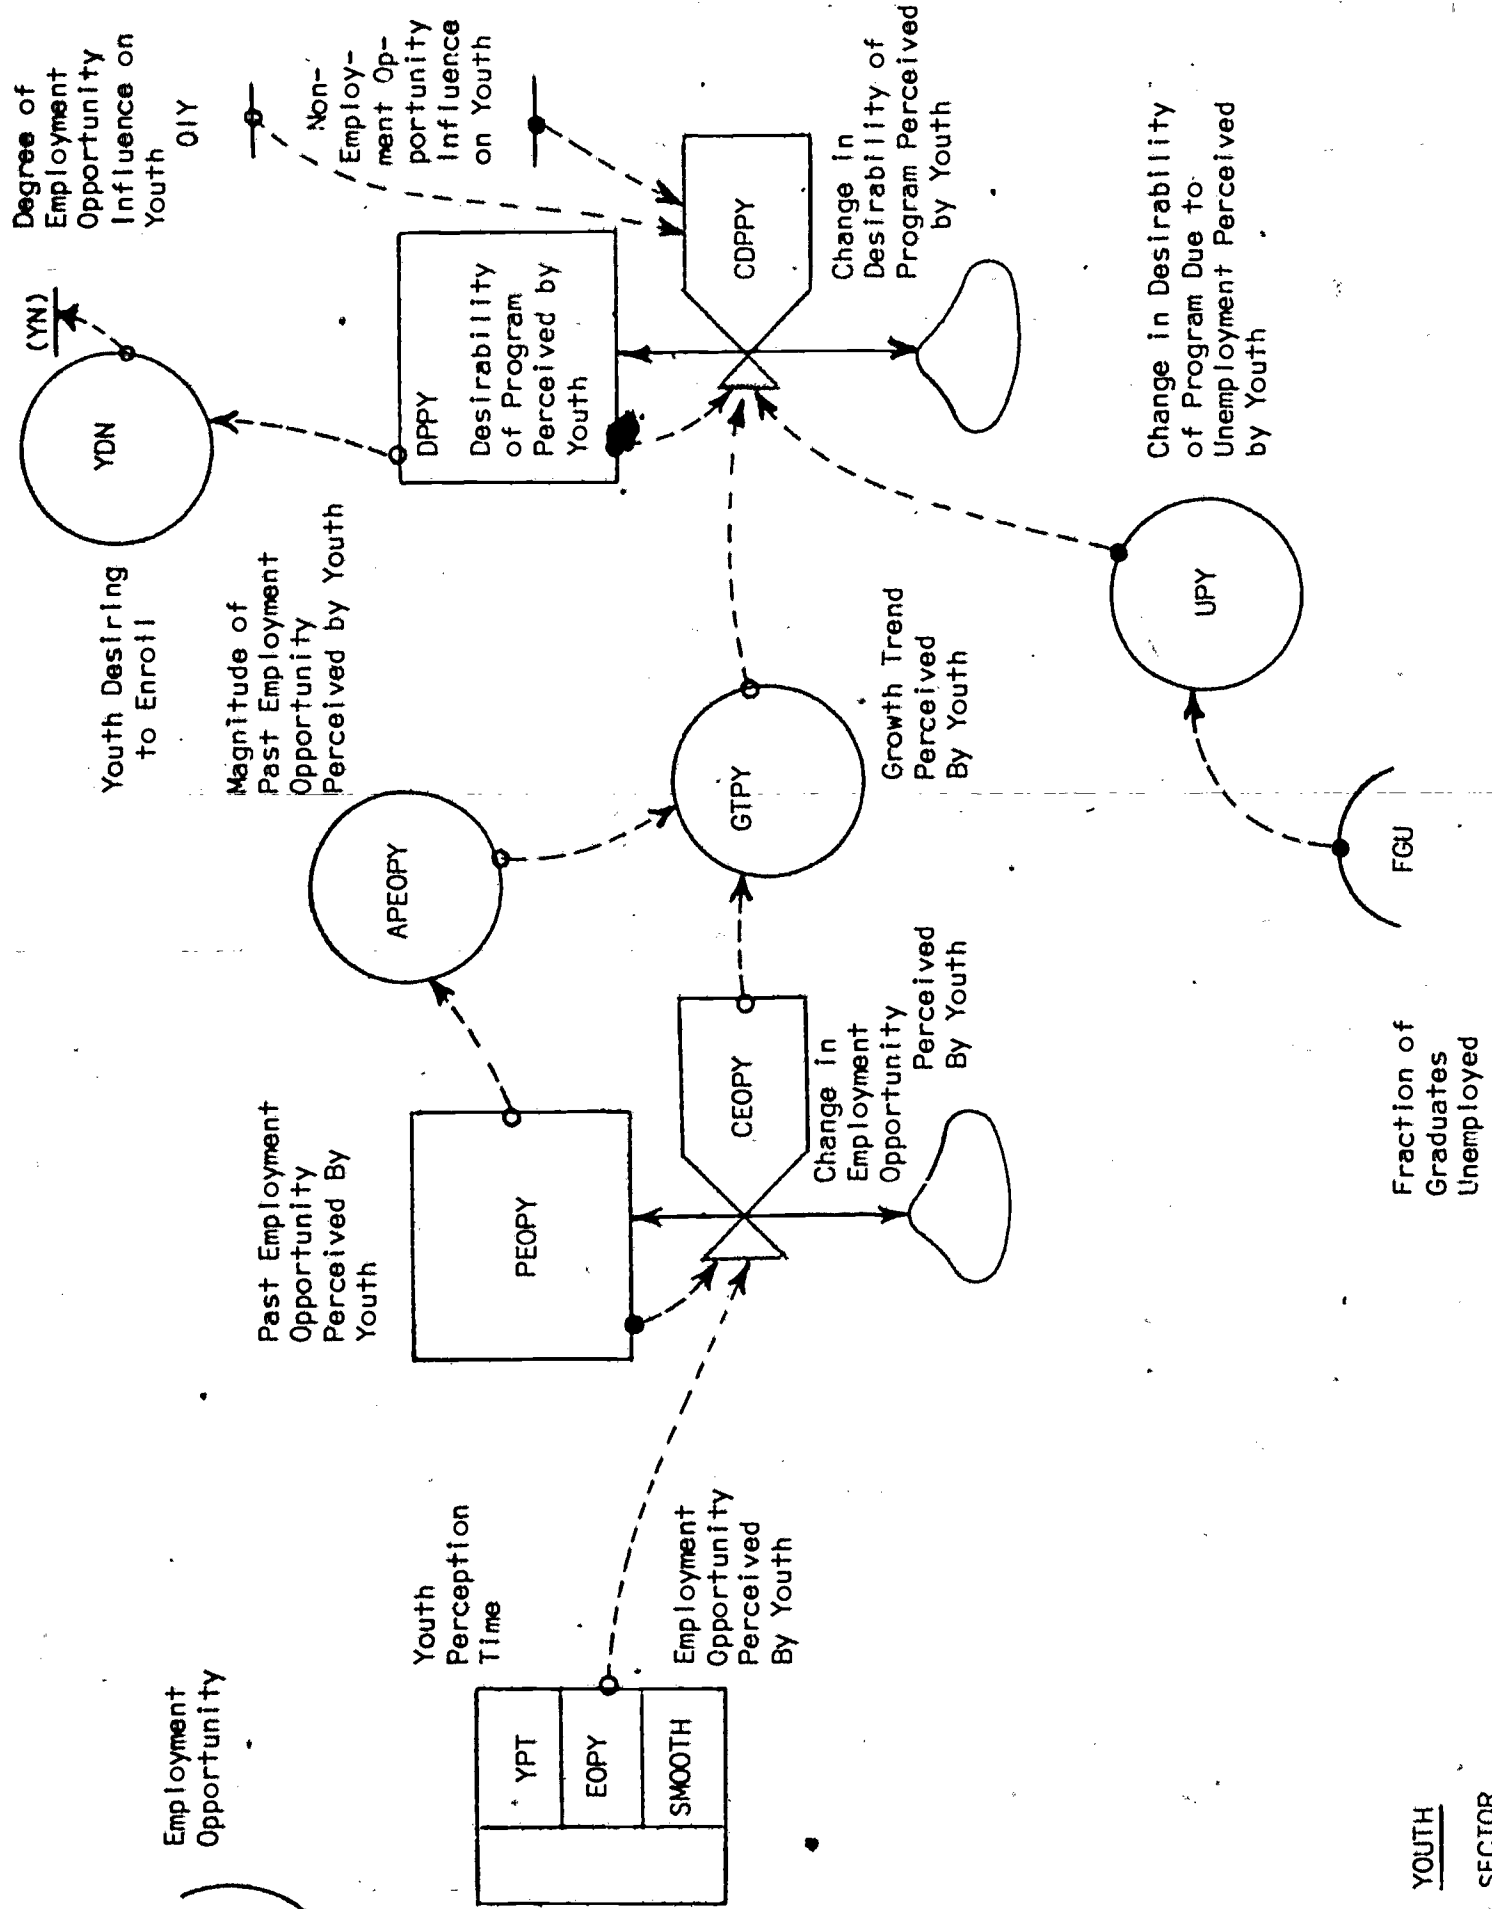 Employment
Opportunity
Youth
Perception
Time
YPT
EOPY
SMOOTH
Employment
Opportunity
Perceived
By Youth
Past Employment
Opportunity
Perceived By
Youth
PEOPY
CEOPY
Change in
Employment
Opportunity
Perceived
By Youth
Magnitude of
Past Employment
Opportunity
Perceived by Youth
APEOPY
GTPY
Growth Trend
Perceived
By Youth
Youth Desiring
to Enroll
YDN
(YN)
Degree of
Employment
Opportunity
Influence on
Youth
OIY
Non-
Employ-
ment Op-
portunity
Influence
on Youth
DPPY
Desirability
of Program
Perceived by
Youth
CDPPY
Change in
Desirability of
Program Perceived
by Youth
Change in Desirability
of Program Due to
Unemployment Perceived
by Youth
UPY
FGU
Fraction of
Graduates
Unemployed
YOUTH
SECTOR